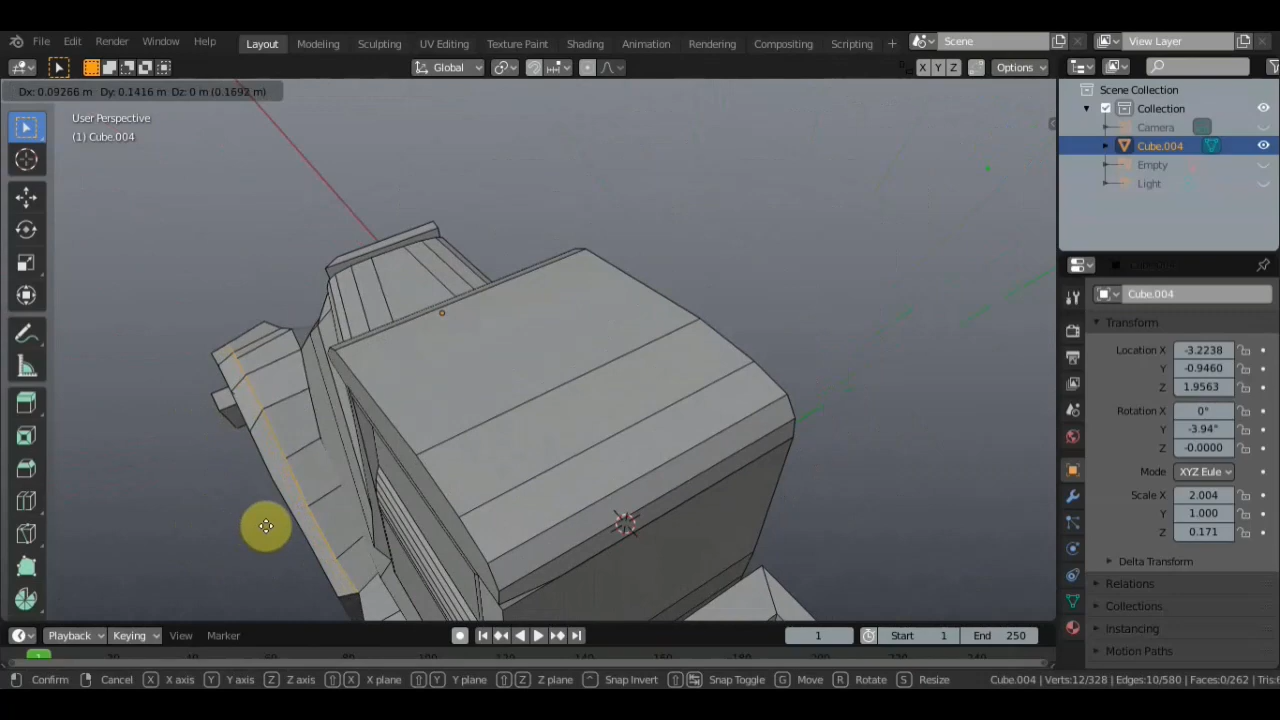 File Edit Render Window Help Layout Modeling Sculpting UV Editing Texture Paint Shading Animation Rendering Compositing Scripting + Scene View Layer
Global X Y Z Options
Dx: 0.09266 m Dy: 0.1416 m Dz: 0 m (0.1692 m)
User Perspective
(1) Cube.004
Scene Collection
Collection
Camera
Cube.004
Empty
Light
Cube.004
Transform
Location X -3.2238
Y -0.9460
Z 1.9563
Rotation X 0°
Y -3.94°
Z -0.0000
Mode XYZ Eule
Scale X 2.004
Y 1.000
Z 0.171
Delta Transform
Relations
Collections
Instancing
Motion Paths
Playback Keying View Marker 1 Start 1 End 250
1
Confirm Cancel X X axis Y Y axis Z Z axis X X plane Y Y plane Z Z plane ^ Snap Invert Snap Toggle G Move R Rotate S Resize Cube.004 | Verts:12/328 | Edges:10/580 | Faces:0/262 | Tris:6